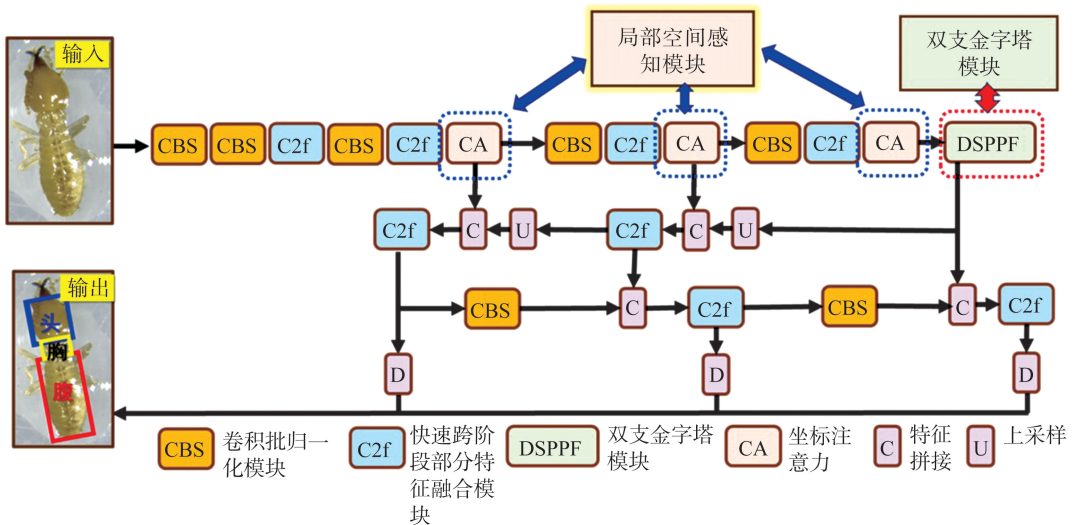 输入
局部空间感
知模块
双支金字塔
模块
CBS CBS C2f CBS C2f CA CBS C2f CA CBS C2f CA DSPPF
C2f C U C2f C U
输出
头
胸
腹
CBS C C2f CBS C C2f
D D D
CBS 卷积批归一
化模块
C2f 快速跨阶
段部分特
征融合模
块
DSPPF 双支金字塔
模块
CA 坐标注
意力
C 特征
拼接
U 上采样